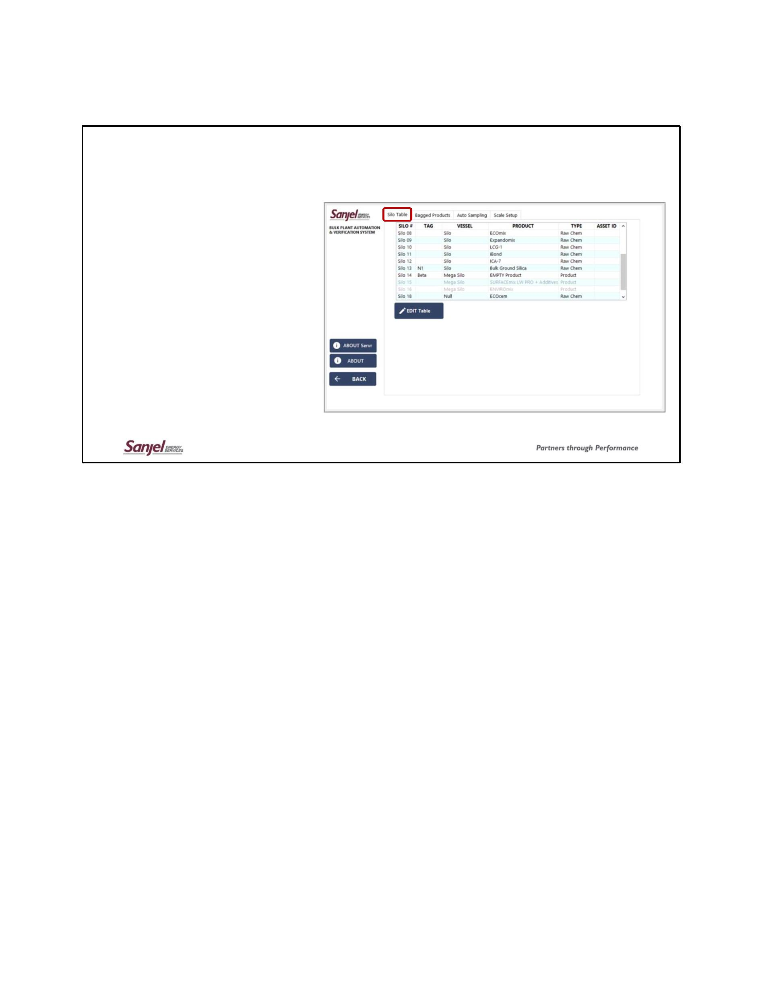 Sanjel ENERGY SERVICES
BULK PLANT AUTOMATION
& VERIFICATION SYSTEM
Silo Table Bagged Products Auto Sampling Scale Setup
SILO # TAG VESSEL PRODUCT TYPE ASSET ID
Silo 08 Silo ECOmix Raw Chem
Silo 09 Silo Expandomix Raw Chem
Silo 10 Silo LCG-1 Raw Chem
Silo 11 Silo iBond Raw Chem
Silo 12 Silo ICA-7 Raw Chem
Silo 13 N1 Silo Bulk Ground Silica Raw Chem
Silo 14 Beta Mega Silo EMPTY Product Product
Silo 15 Mega Silo SURFACEmix LW PRO + Additives Product
Silo 16 Mega Silo ENVIROmix Product
Silo 18 Null ECOcem Raw Chem
EDIT Table
ABOUT Servr
ABOUT
BACK
Sanjel ENERGY SERVICES
Partners through Performance